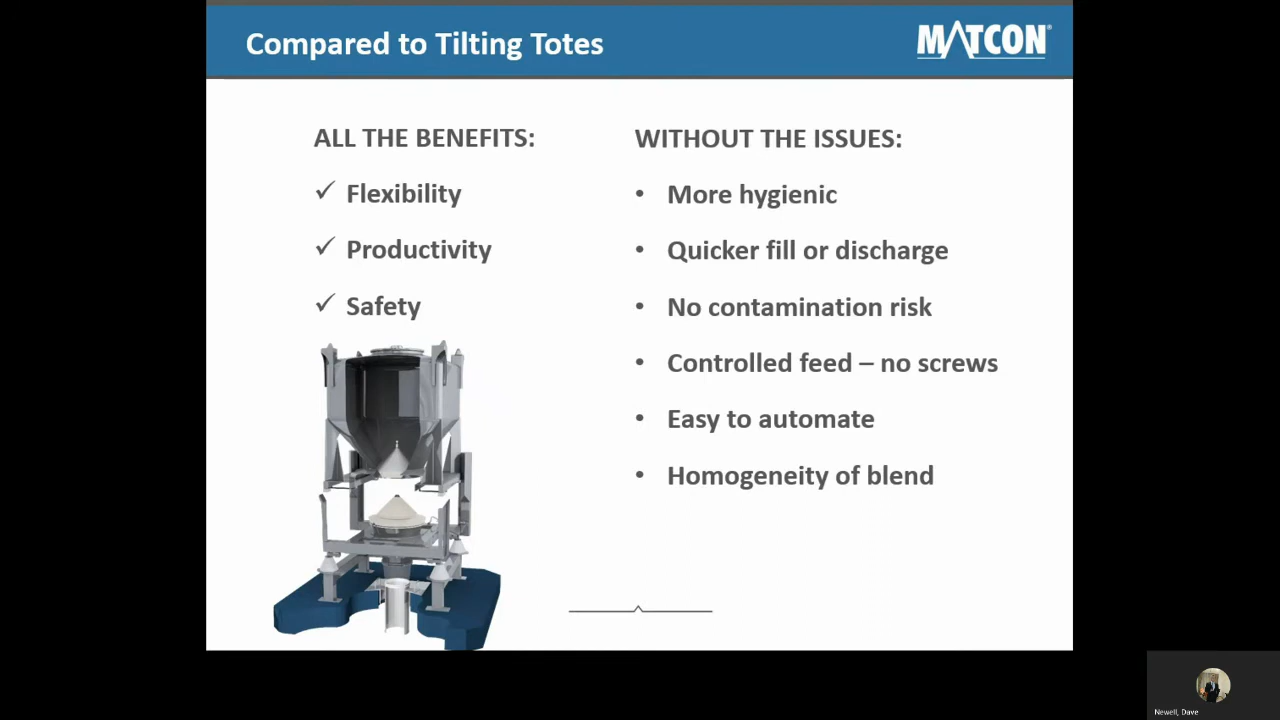 Compared to Tilting Totes
MATCON®
ALL THE BENEFITS:
✓ Flexibility
✓ Productivity
✓ Safety
WITHOUT THE ISSUES:
• More hygienic
• Quicker fill or discharge
• No contamination risk
• Controlled feed – no screws
• Easy to automate
• Homogeneity of blend
Newell, Dave